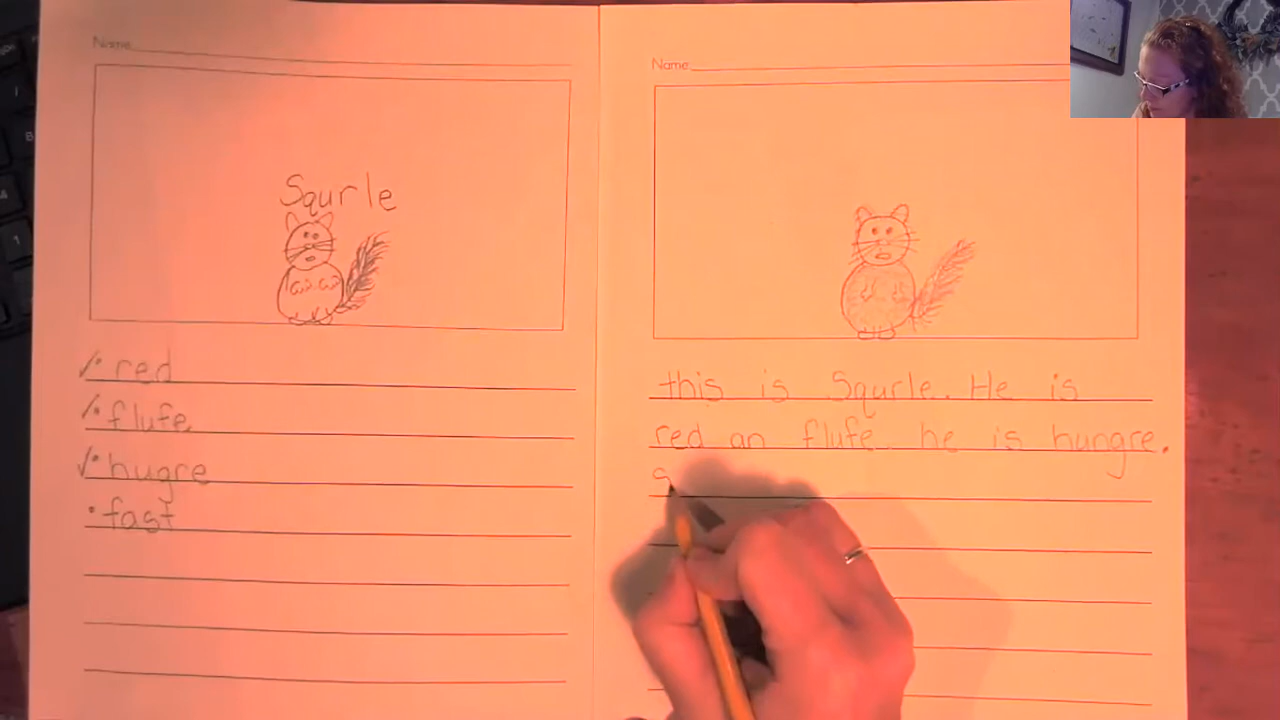 Name
Squrle
red
flufe
hugre
fast
Name
this is Squrle. He is
red an flufe. he is hungre.
S